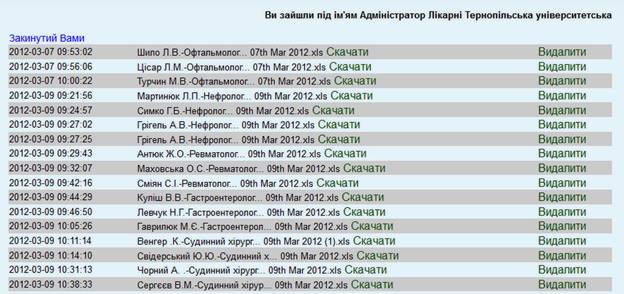 Ви зайшли під ім'ям Адміністратор Лікарні Тернопільська університетська
Закинутий Вами
2012-03-07 09:53:02 Шило Л.В.-Офтальмолог... 07th Mar 2012.xls Скачати Видалити
2012-03-07 09:56:06 Цісар Л.М.-Офтальмолог... 07th Mar 2012.xls Скачати Видалити
2012-03-07 10:00:22 Турчин М.В.-Офтальмолог... 07th Mar 2012.xls Скачати Видалити
2012-03-09 09:21:56 Мартинюк Л.П.-Нефролог... 09th Mar 2012.xls Скачати Видалити
2012-03-09 09:24:57 Симко Г.Б.-Нефролог... 09th Mar 2012.xls Скачати Видалити
2012-03-09 09:27:02 Грігель А.В.-Нефролог... 09th Mar 2012.xls Скачати Видалити
2012-03-09 09:27:25 Грігель А.В.-Нефролог... 09th Mar 2012.xls Скачати Видалити
2012-03-09 09:29:43 Антюк Ж.О.-Ревматолог... 09th Mar 2012.xls Скачати Видалити
2012-03-09 09:32:07 Маховська О.С.-Ревматолог... 09th Mar 2012.xls Скачати Видалити
2012-03-09 09:42:16 Сміян С.І.-Ревматолог... 09th Mar 2012.xls Скачати Видалити
2012-03-09 09:44:29 Куліш В.В.-Гастроентеролог... 09th Mar 2012.xls Скачати Видалити
2012-03-09 09:46:50 Левчук Н.Г.-Гастроентеролог... 09th Mar 2012.xls Скачати Видалити
2012-03-09 10:05:26 Гаврилюк М.Є.-Гастроентерол... 09th Mar 2012.xls Скачати Видалити
2012-03-09 10:11:14 Венгер .К.-Судинний хірург... 09th Mar 2012 (1).xls Скачати Видалити
2012-03-09 10:14:10 Свідерський Ю.Ю.-Судинний х... 09th Mar 2012.xls Скачати Видалити
2012-03-09 10:31:13 Чорний А. .-Судинний хірург... 09th Mar 2012.xls Скачати Видалити
2012-03-09 10:38:33 Сергєєв В.М.-Судинний хірур... 09th Mar 2012.xls Скачати Видалити